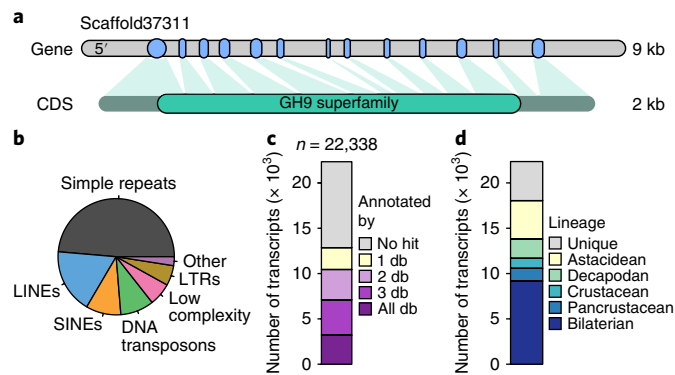 a
Scaffold37311
Gene 5′ 9 kb
CDS GH9 superfamily 2 kb
b
Simple repeats
Other
LTRs
Low
complexity
DNA
transposons
SINEs
LINEs
c
n = 22,338
Number of transcripts (× 10³)
20
15
10
5
0
Annotated
by
No hit
1 db
2 db
3 db
All db
d
Number of transcripts (× 10³)
20
15
10
5
0
Lineage
Unique
Astacidean
Decapodan
Crustacean
Pancrustacean
Bilaterian